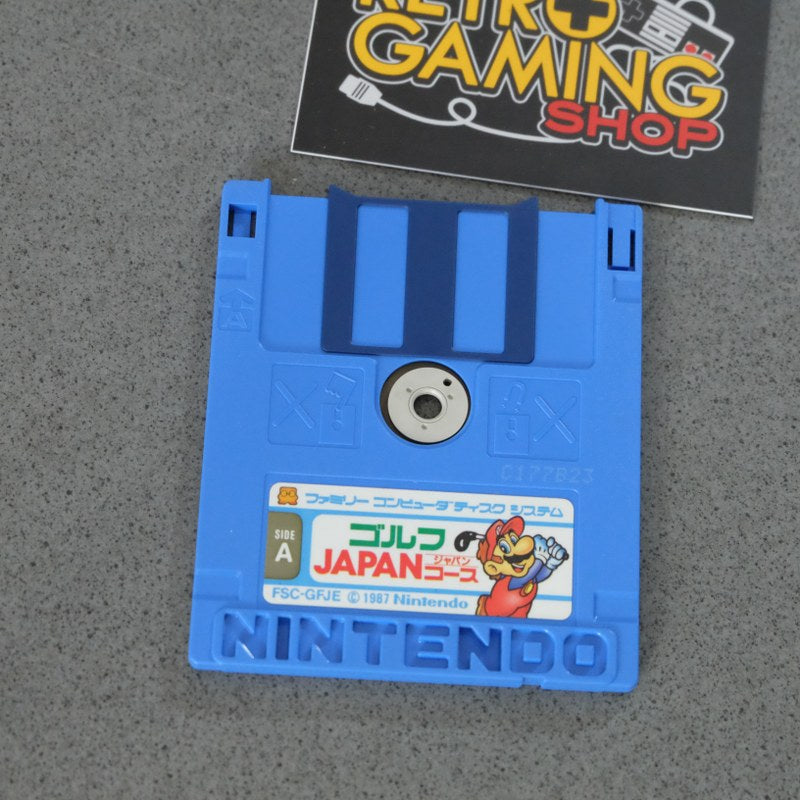 RETRO
GAMING
SHOP
A
0177B23
ファミリー コンピュータ ディスク システム
SIDE
A
ゴルフ
JAPAN
ジャパン
コース
FSC-GFJE © 1987 Nintendo
NINTENDO